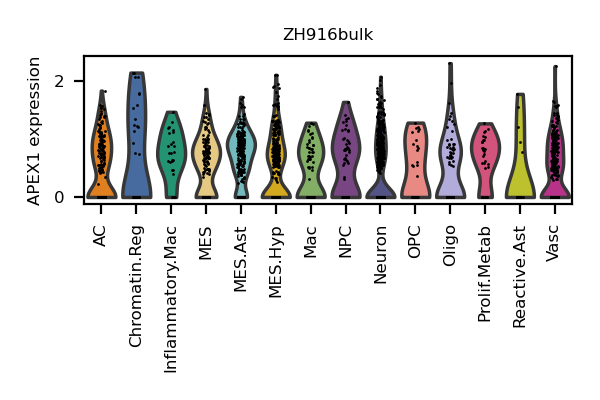 ZH916bulk
APEX1 expression
2
0
AC
Chromatin.Reg
Inflammatory.Mac
MES
MES.Ast
MES.Hyp
Mac
NPC
Neuron
OPC
Oligo
Prolif.Metab
Reactive.Ast
Vasc